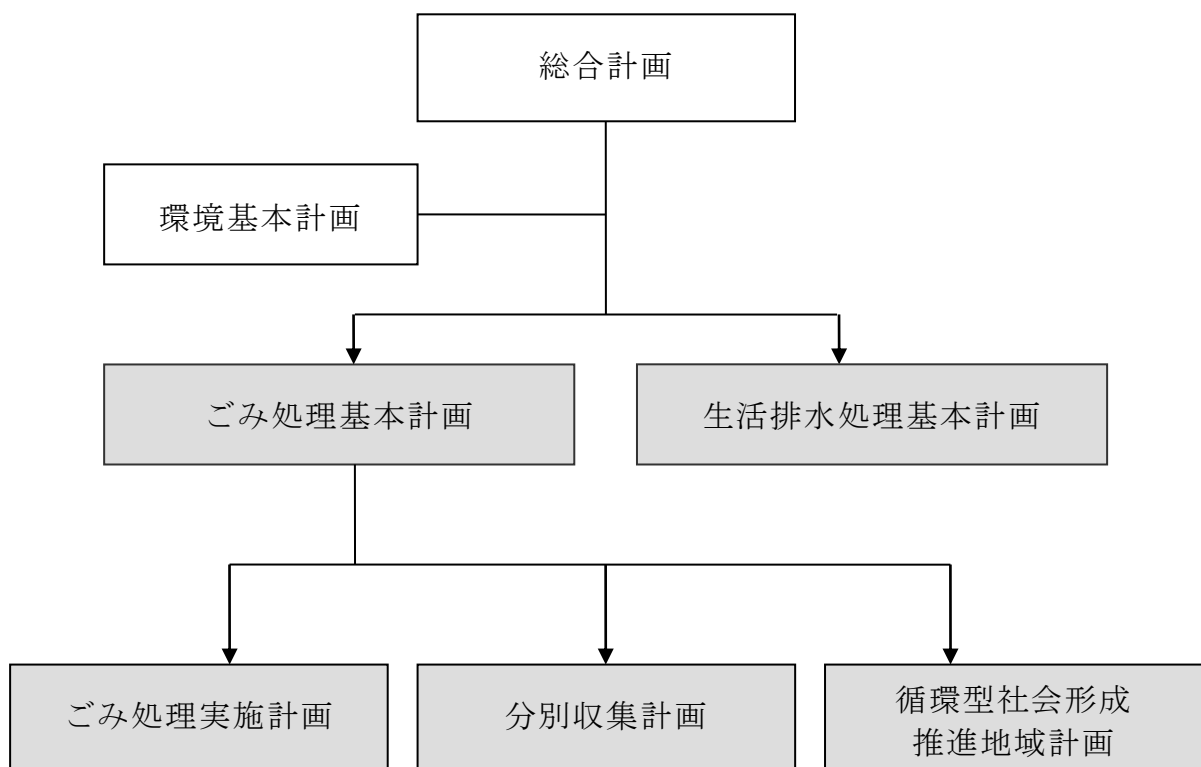 総合計画
環境基本計画
ごみ処理基本計画
生活排水処理基本計画
ごみ処理実施計画
分別収集計画
循環型社会形成
推進地域計画